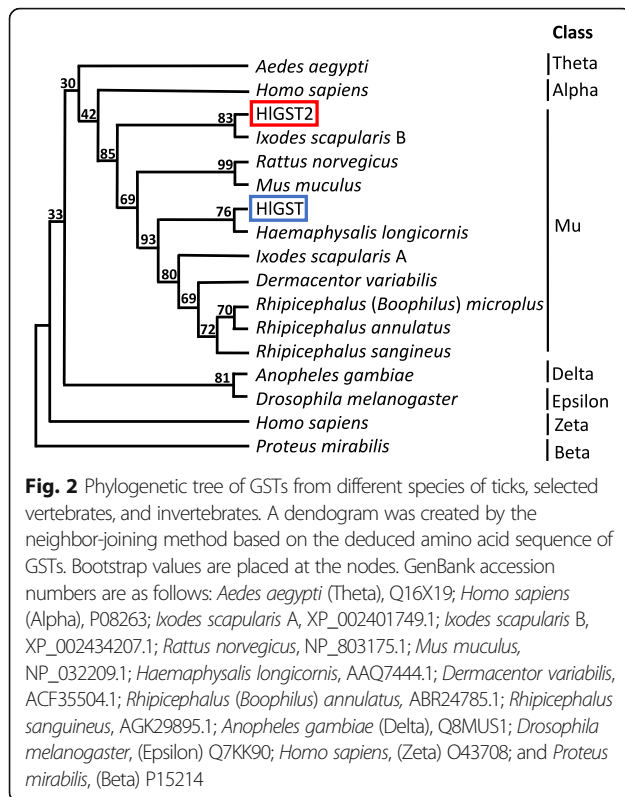 Class
Aedes aegypti
Theta
30
Homo sapiens
Alpha
42
HlGST2
83
Ixodes scapularis B
85
Rattus norvegicus
99
Mus muculus
69
HlGST
Mu
76
Haemaphysalis longicornis
93
Ixodes scapularis A
80
Dermacentor variabilis
69
Rhipicephalus (Boophilus) microplus
70
Rhipicephalus annulatus
72
Rhipicephalus sangineus
33
Anopheles gambiae
Delta
81
Drosophila melanogaster
Epsilon
Homo sapiens
Zeta
Proteus mirabilis
Beta
Fig. 2 Phylogenetic tree of GSTs from different species of ticks, selected
vertebrates, and invertebrates. A dendogram was created by the
neighbor-joining method based on the deduced amino acid sequence of
GSTs. Bootstrap values are placed at the nodes. GenBank accession
numbers are as follows: Aedes aegypti (Theta), Q16X19; Homo sapiens
(Alpha), P08263; Ixodes scapularis A, XP_002401749.1; Ixodes scapularis B,
XP_002434207.1; Rattus norvegicus, NP_803175.1; Mus muculus,
NP_032209.1; Haemaphysalis longicornis, AAQ7444.1; Dermacentor variabilis,
ACF35504.1; Rhipicephalus (Boophilus) annulatus, ABR24785.1; Rhipicephalus
sanguineus, AGK29895.1; Anopheles gambiae (Delta), Q8MUS1; Drosophila
melanogaster, (Epsilon) Q7KK90; Homo sapiens, (Zeta) O43708; and Proteus
mirabilis, (Beta) P15214